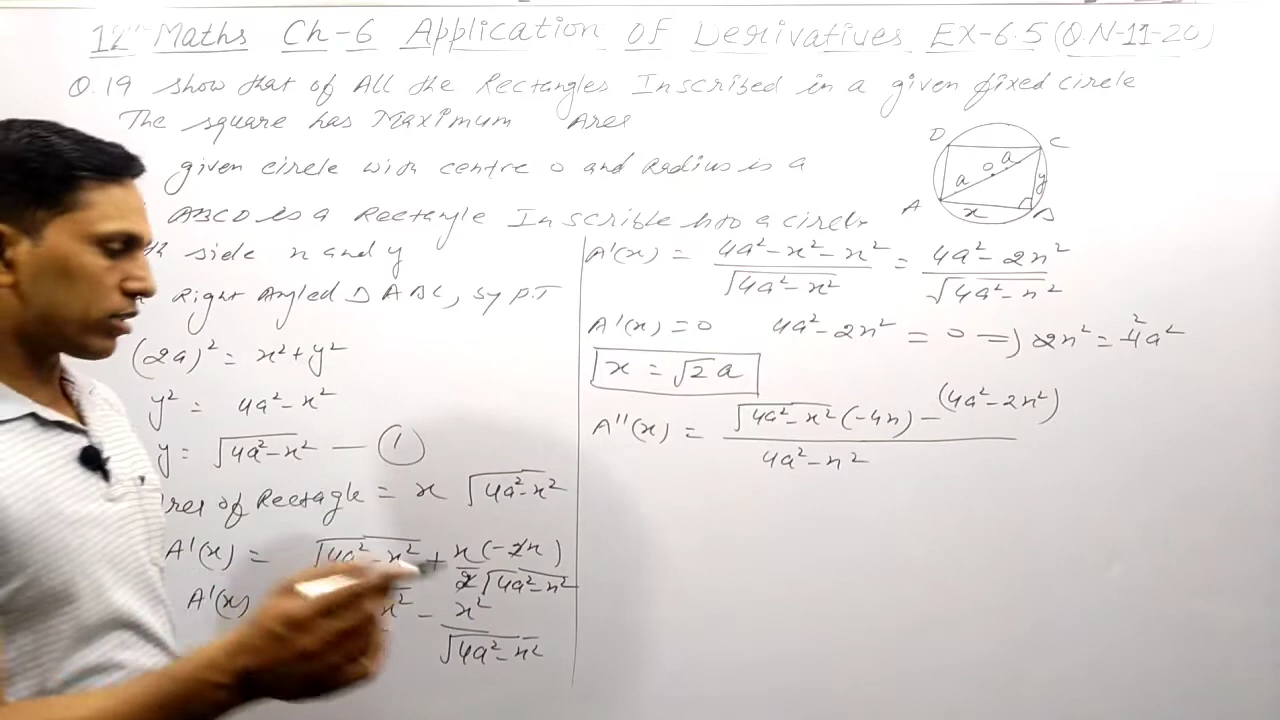 12th Maths Ch-6 Application OF Derivatives EX-6.5 (Q.N-11-20)
Q.19 show that of All the Rectangles Inscribed in a given fixed circle
The square has Maximum Area
given circle with centre O and Radius is a
ABCD is a Rectangle Inscrible into a circle
side x and y
Right Angled Δ ABC, by P.T
(2a)² = x²+y²
y² = 4a²-x²
y = √4a²-x² — (1)
of Rectagle = x √4a²-x²
A'(x) = √4a²-x² + x(-2x) / 2√4a²-x²
A'(x) x² - x² / √4a²-x²
D C
a O a y
A x B
A'(x) = 4a²-x²-x² / √4a²-x² = 4a²-2x² / √4a²-x²
A'(x) = 0 4a²-2x² = 0 =) 2x² = 4a² 2
x = √2 a
A''(x) = √4a²-x² (-4x) - (4a²-2x²) / 4a²-x²